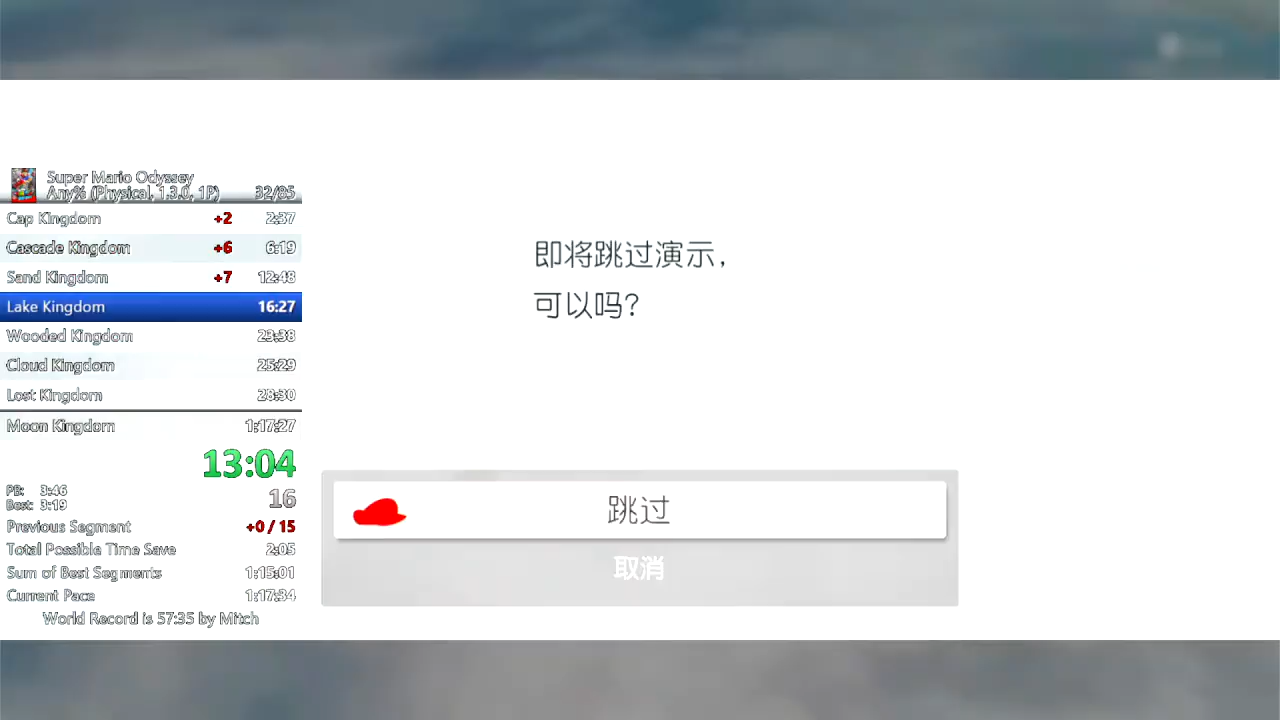 Super Mario Odyssey
Any% (Physical, 1.3.0, 1P) 32/85
Cap Kingdom +2 2:37
Cascade Kingdom +6 6:19
Sand Kingdom +7 12:48
Lake Kingdom 16:27
Wooded Kingdom 23:38
Cloud Kingdom 25:29
Lost Kingdom 28:30
Moon Kingdom 1:17:27
13:04
PB: 3:46 16
Best: 3:19
Previous Segment +0 / 15
Total Possible Time Save 2:05
Sum of Best Segments 1:15:01
Current Pace 1:17:34
World Record is 57:35 by Mitch
即将跳过演示，
可以吗？
跳过
取消